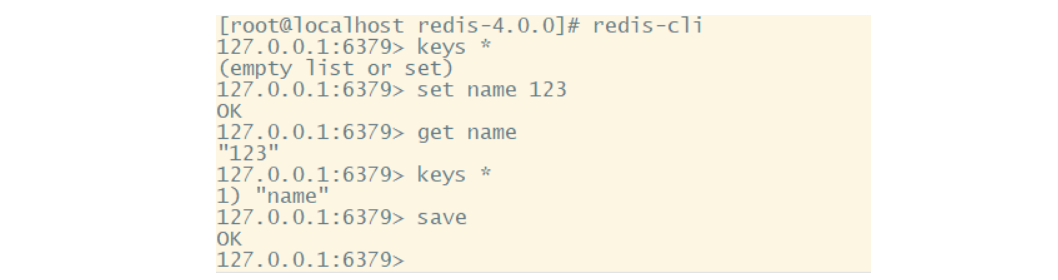 [root@localhost redis-4.0.0]# redis-cli
127.0.0.1:6379> keys *
(empty list or set)
127.0.0.1:6379> set name 123
OK
127.0.0.1:6379> get name
"123"
127.0.0.1:6379> keys *
1) "name"
127.0.0.1:6379> save
OK
127.0.0.1:6379>